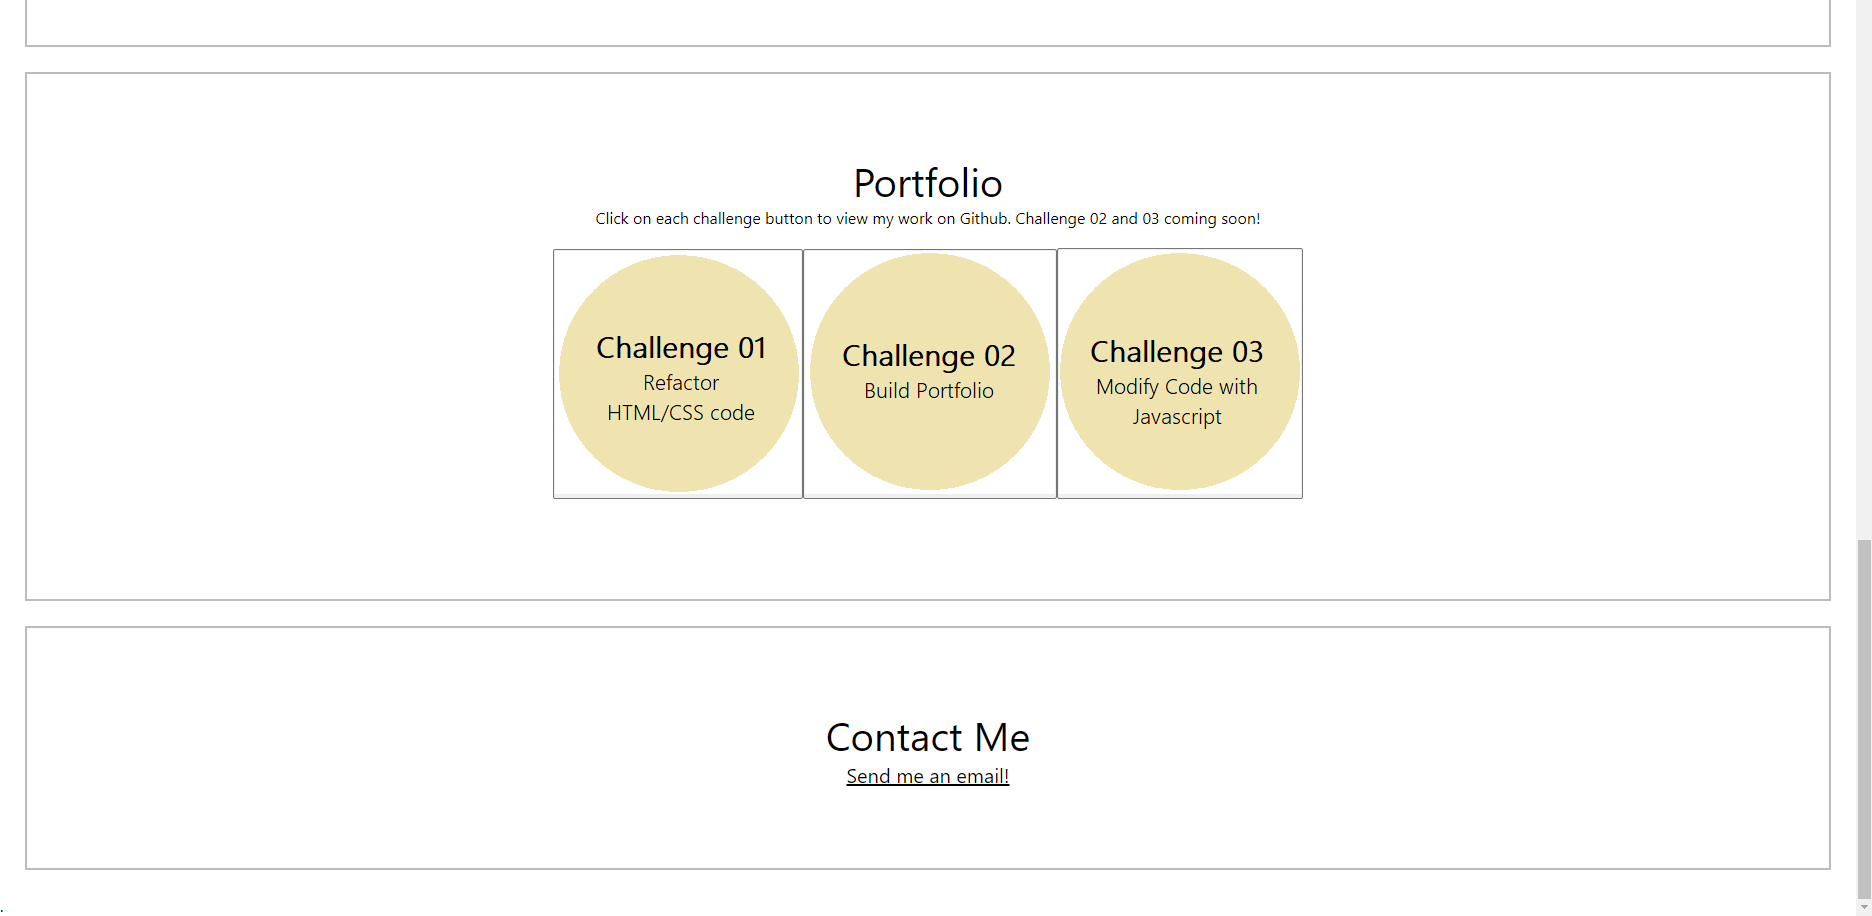 Portfolio
Click on each challenge button to view my work on Github. Challenge 02 and 03 coming soon!
Challenge 01
Refactor
HTML/CSS code
Challenge 02
Build Portfolio
Challenge 03
Modify Code with
Javascript
Contact Me
Send me an email!